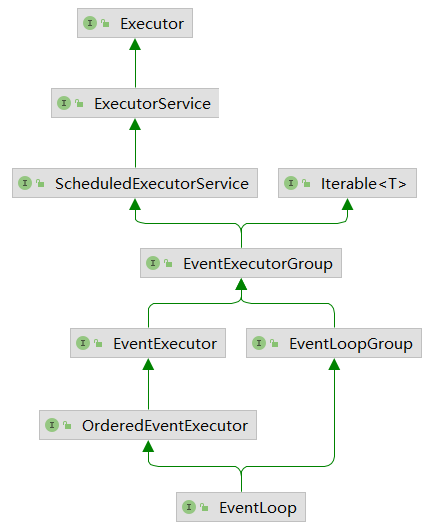 I Executor
I ExecutorService
I ScheduledExecutorService
I Iterable<T>
I EventExecutorGroup
I EventExecutor
I EventLoopGroup
I OrderedEventExecutor
I EventLoop